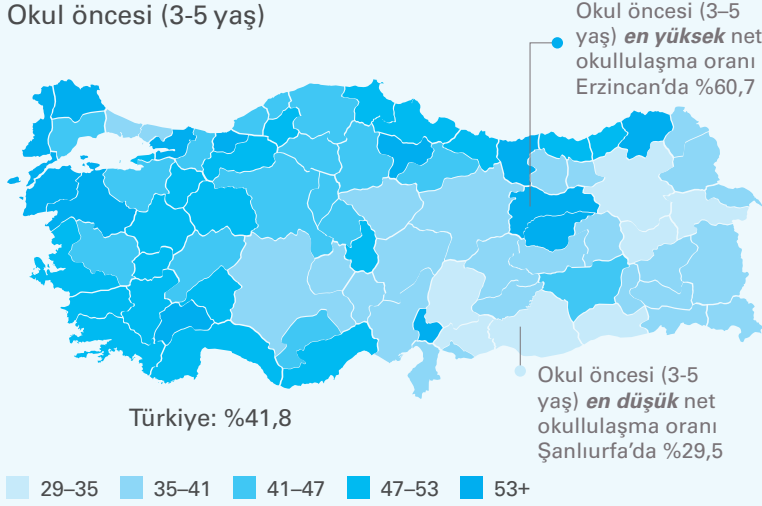 Okul öncesi (3-5 yaş)
Okul öncesi (3–5
yaş) en yüksek net
okullulaşma oranı
Erzincan’da %60,7
Okul öncesi (3-5
yaş) en düşük net
okullulaşma oranı
Şanlıurfa’da %29,5
Türkiye: %41,8
29–35
35–41
41–47
47–53
53+